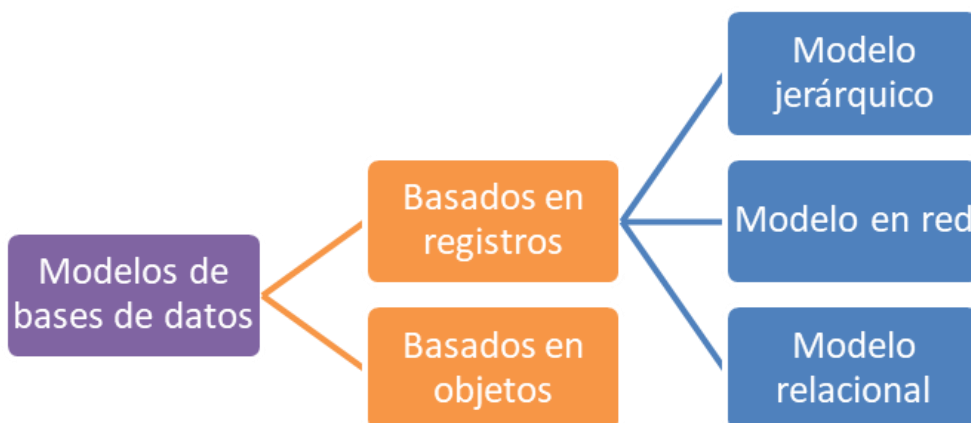 Modelos de
bases de datos
Basados en
registros
Basados en
objetos
Modelo
jerárquico
Modelo en red
Modelo
relacional